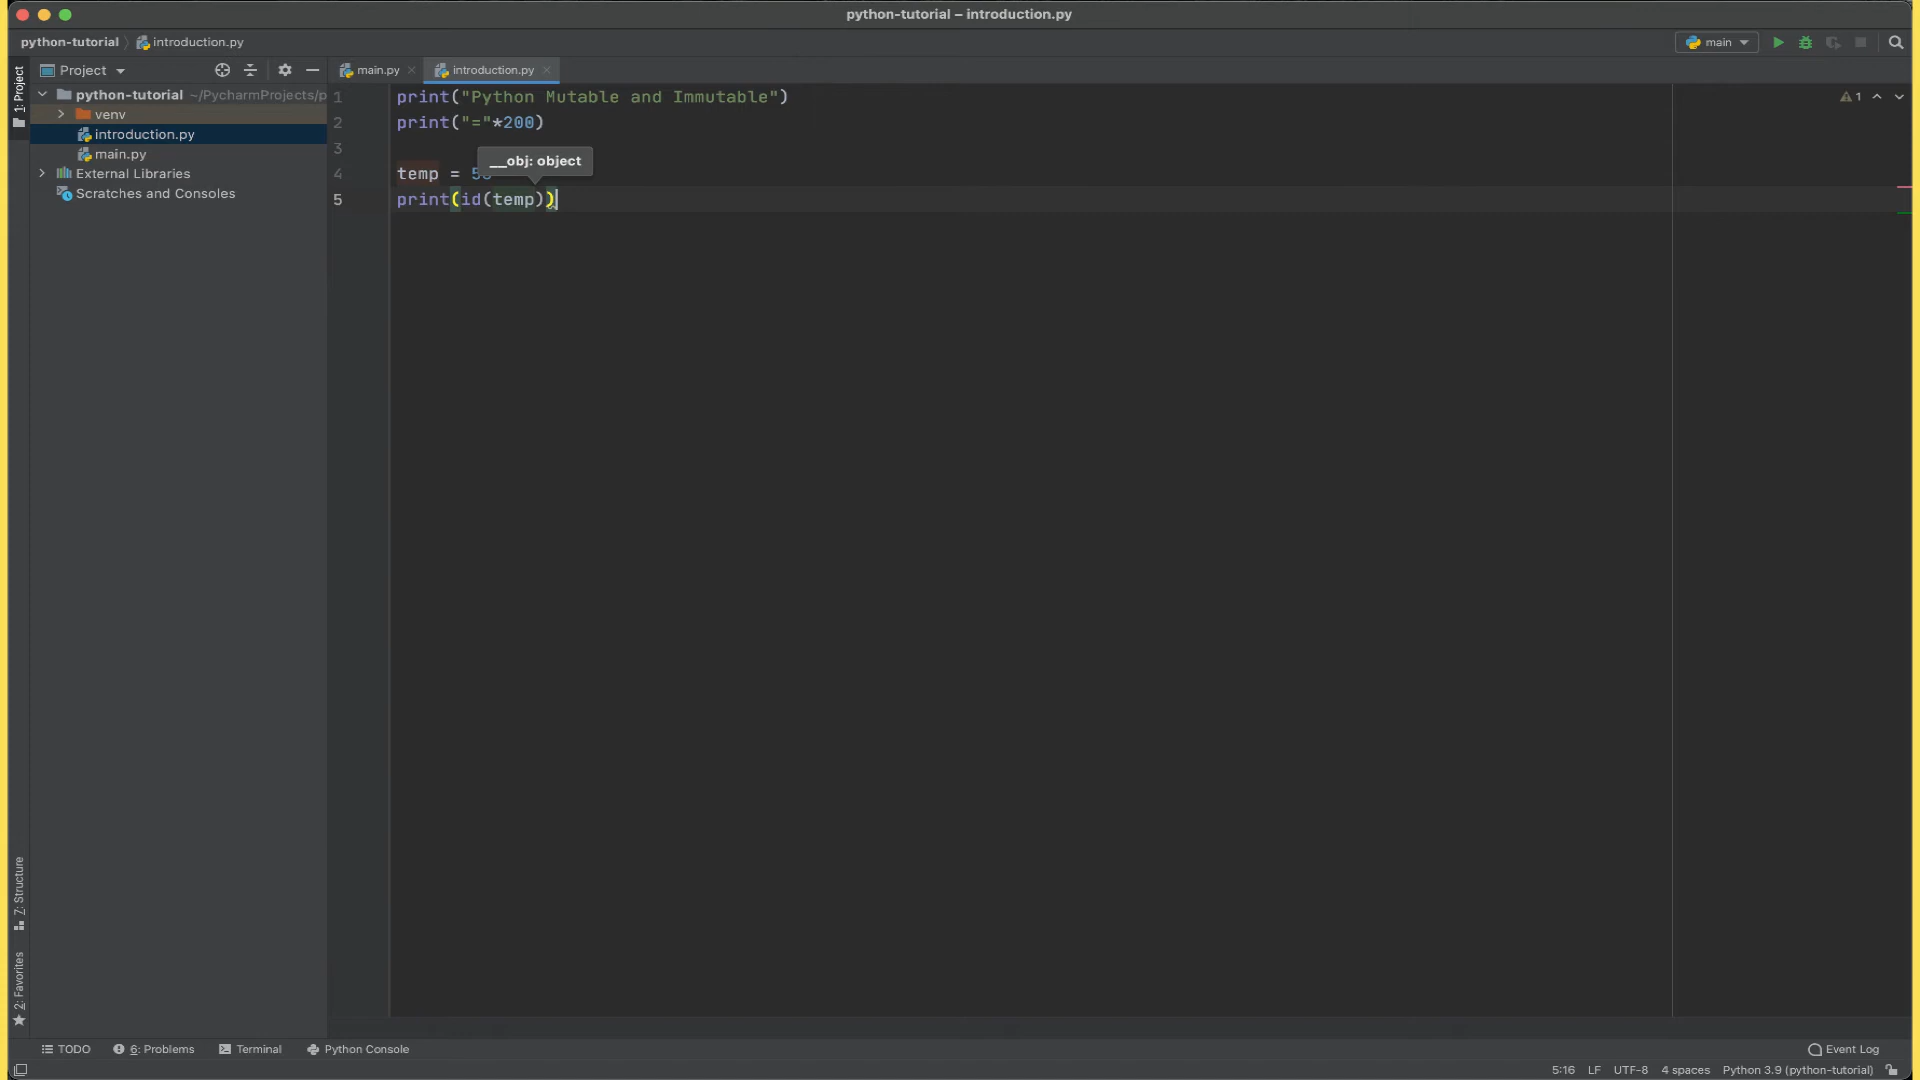 python-tutorial – introduction.py
python-tutorial introduction.py
main
Project
main.py
introduction.py
1: Project
python-tutorial ~/PycharmProjects/p
venv
introduction.py
main.py
External Libraries
Scratches and Consoles
1 print("Python Mutable and Immutable")
2 print("="*200)
3
__obj: object
4 temp = 5
5 print(id(temp))
1
7: Structure
2: Favorites
TODO 6: Problems Terminal Python Console
Event Log
5:16 LF UTF-8 4 spaces Python 3.9 (python-tutorial)